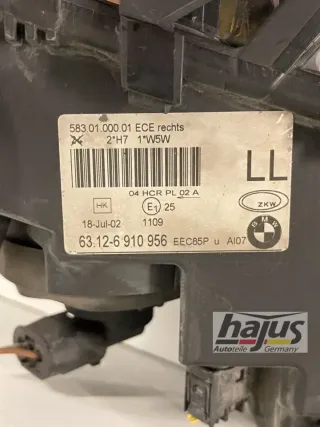 583 01.000 01 ECE rechts
2*H7 1*W5W
LL
04 HCR PL 02 A
HK
E1 25
ZKW
BMW
18-Jul-02 1109
63.12-6 910 956 EEC85P u AI07
hajus
Autoteile Germany